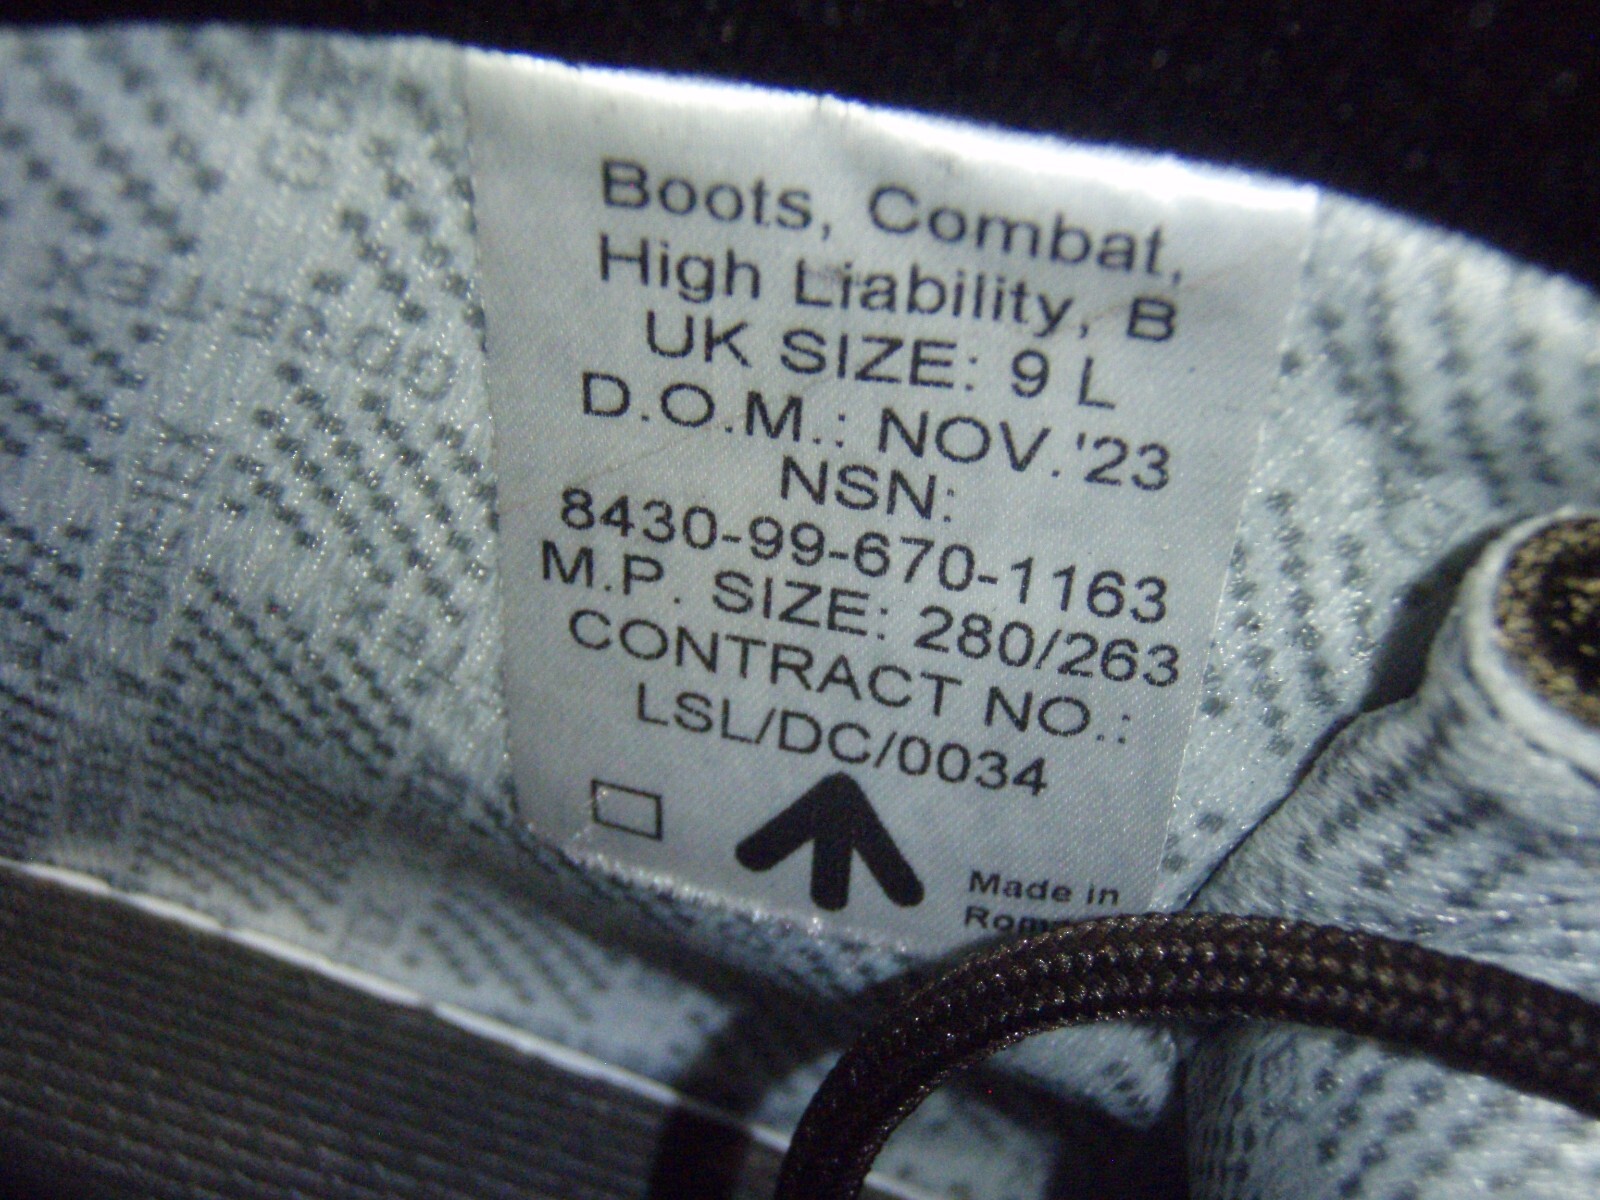 Boots, Combat,
High Liability, B
UK SIZE: 9 L
D.O.M.: NOV.'23
NSN:
8430-99-670-1163
M.P. SIZE: 280/263
CONTRACT NO.:
LSL/DC/0034
Made in